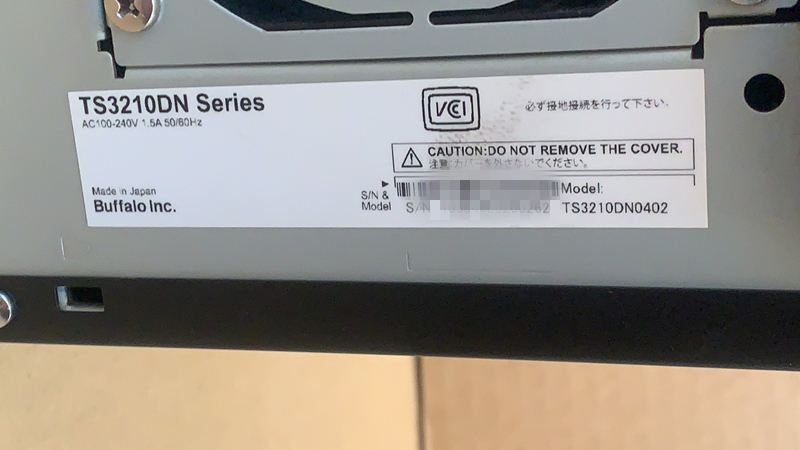 TS3210DN Series
AC100-240V 1.5A 50/60Hz
VCCI
必ず接地接続を行って下さい。
CAUTION:DO NOT REMOVE THE COVER.
注意:カバーを外さないでください。
Made in Japan
Buffalo Inc.
S/N &
Model
S/N
Model:
TS3210DN0402